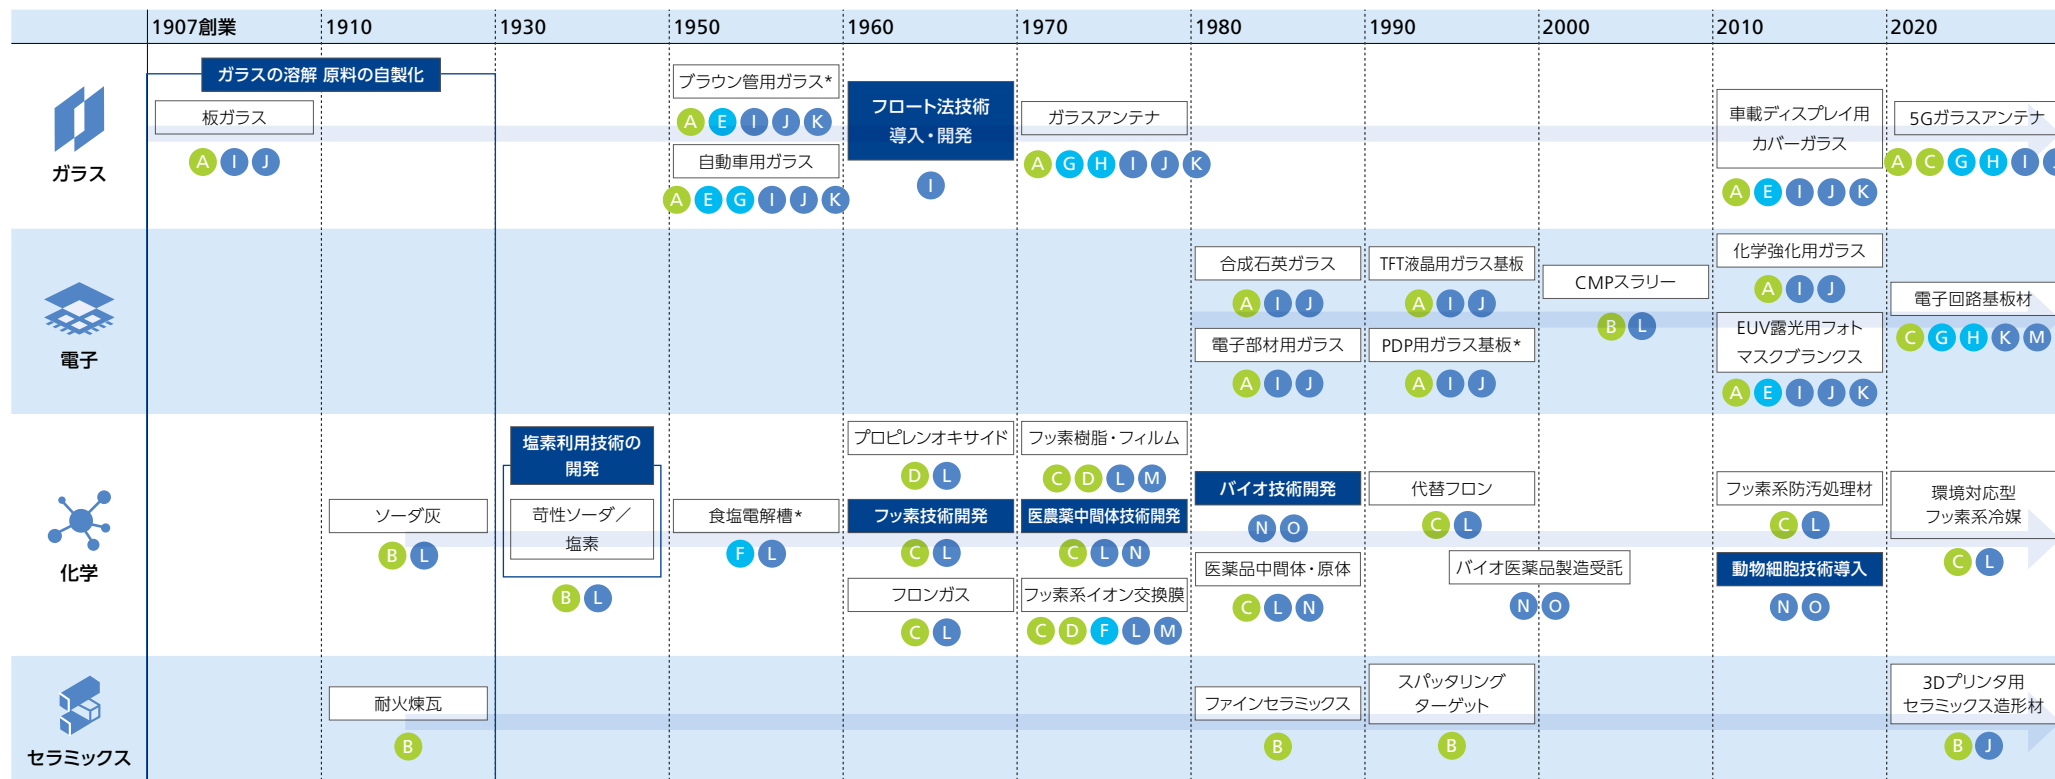 1907創業 1910 1930 1950 1960 1970 1980 1990 2000 2010 2020
ガラス
ガラスの溶解 原料の自製化
板ガラス
A I J
ブラウン管用ガラス*
A E I J K
自動車用ガラス
A E G I J K
フロート法技術
導入・開発
I
ガラスアンテナ
A G H I J K
車載ディスプレイ用
カバーガラス
A E I J K
5Gガラスアンテナ
A C G H I J
電子
合成石英ガラス
A I J
電子部材用ガラス
A I J
TFT液晶用ガラス基板
A I J
PDP用ガラス基板*
A I J
CMPスラリー
B L
化学強化用ガラス
A I J
EUV露光用フォト
マスクブランクス
A E I J K
電子回路基板材
C G H K M
化学
ソーダ灰
B L
塩素利用技術の
開発
苛性ソーダ／
塩素
B L
食塩電解槽*
F L
プロピレンオキサイド
D L
フッ素技術開発
C L
フロンガス
C L
フッ素樹脂・フィルム
C D L M
医農薬中間体技術開発
C L N
フッ素系イオン交換膜
C D F L M
バイオ技術開発
N O
医薬品中間体・原体
C L N
代替フロン
C L
バイオ医薬品製造受託
N O
フッ素系防汚処理材
C L
動物細胞技術導入
N O
環境対応型
フッ素系冷媒
C L
セラミックス
耐火煉瓦
B
ファインセラミックス
B
スパッタリング
ターゲット
B
3Dプリンタ用
セラミックス造形材
B J